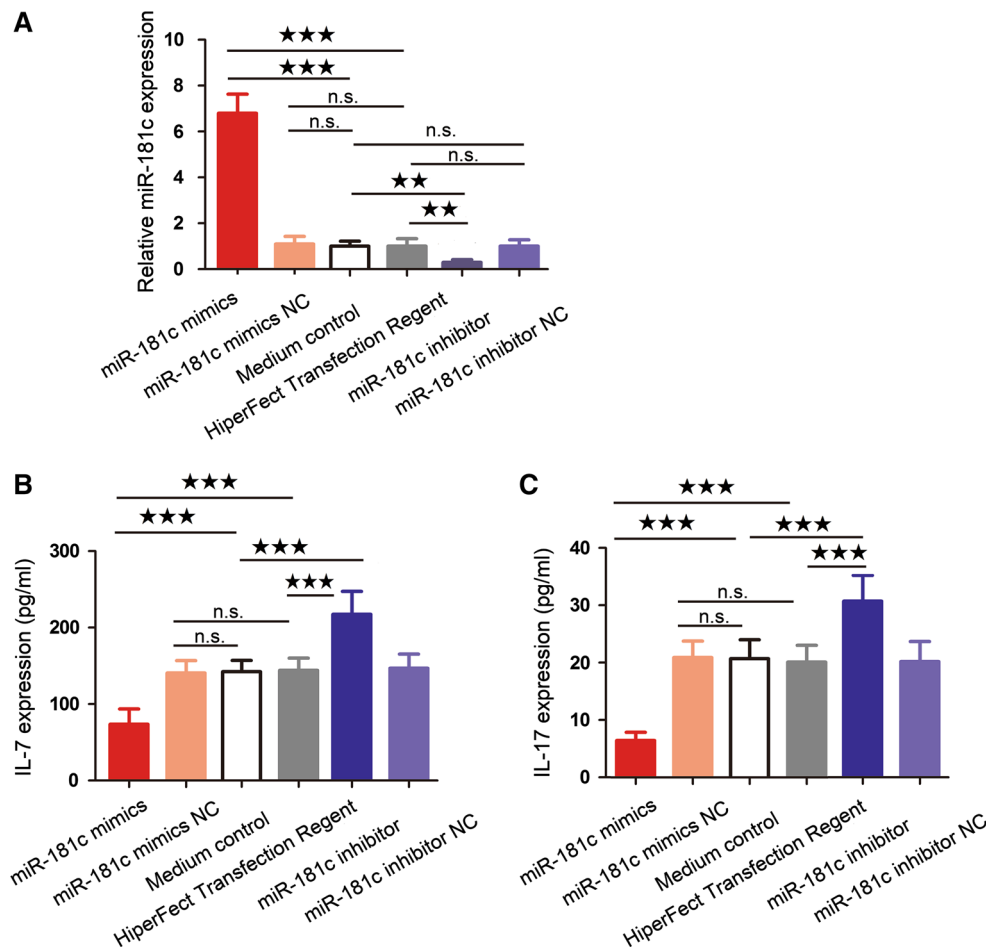 A
Relative miR-181c expression
10
8
6
4
2
0
★★★
★★★
n.s.
n.s.
n.s.
n.s.
★★
★★
miR-181c mimics
miR-181c mimics NC
Medium control
HiperFect Transfection Regent
miR-181c inhibitor
miR-181c inhibitor NC
B
IL-7 expression (pg/ml)
300
200
100
0
★★★
★★★
★★★
★★★
n.s.
n.s.
miR-181c mimics
miR-181c mimics NC
Medium control
HiperFect Transfection Regent
miR-181c inhibitor
miR-181c inhibitor NC
C
IL-17 expression (pg/ml)
40
30
20
10
0
★★★
★★★
★★★
★★★
n.s.
n.s.
miR-181c mimics
miR-181c mimics NC
Medium control
HiperFect Transfection Regent
miR-181c inhibitor
miR-181c inhibitor NC